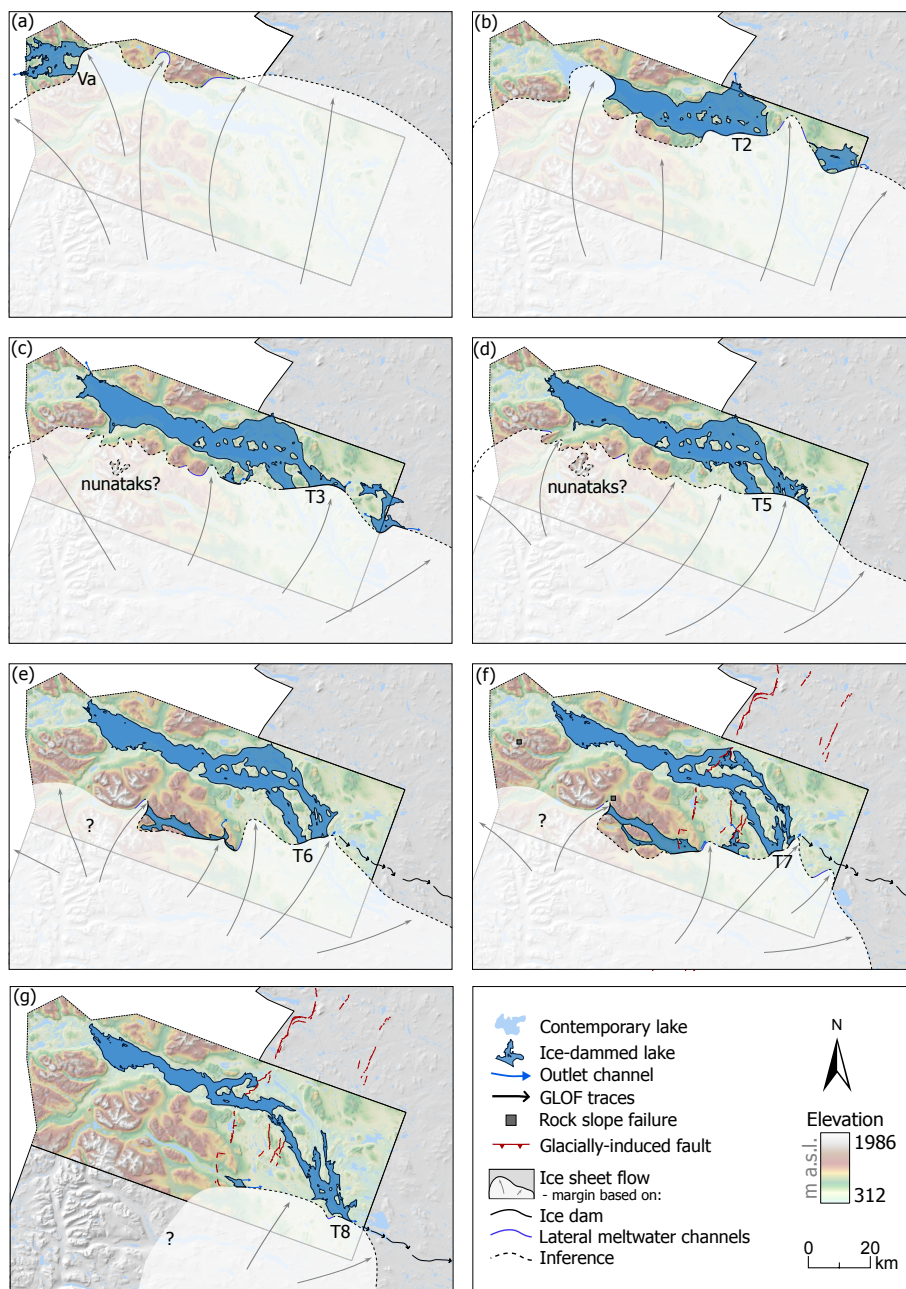 (a)
Va
(b)
T2
(c)
nunataks?
T3
(d)
nunataks?
T5
(e)
?
T6
(f)
?
T7
(g)
?
T8
Contemporary lake
Ice-dammed lake
Outlet channel
GLOF traces
Rock slope failure
Glacially-induced fault
Ice sheet flow
- margin based on:
Ice dam
Lateral meltwater channels
Inference
N
Elevation
m a.s.l.
1986
312
0 20
km